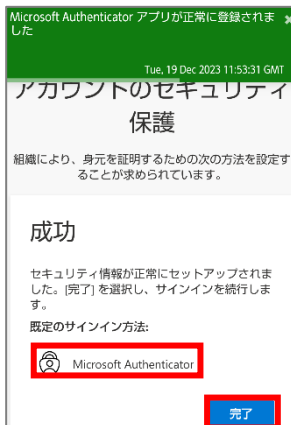 Microsoft Authenticator アプリが正常に登録されま
した
Tue, 19 Dec 2023 11:53:31 GMT
アカウントのセキュリティ
保護
組織により、身元を証明するための次の方法を設定す
ることが求められています。
成功
セキュリティ情報が正常にセットアップされま
した。[完了] を選択し、サインインを続行しま
す。
既定のサインイン方法:
Microsoft Authenticator
完了